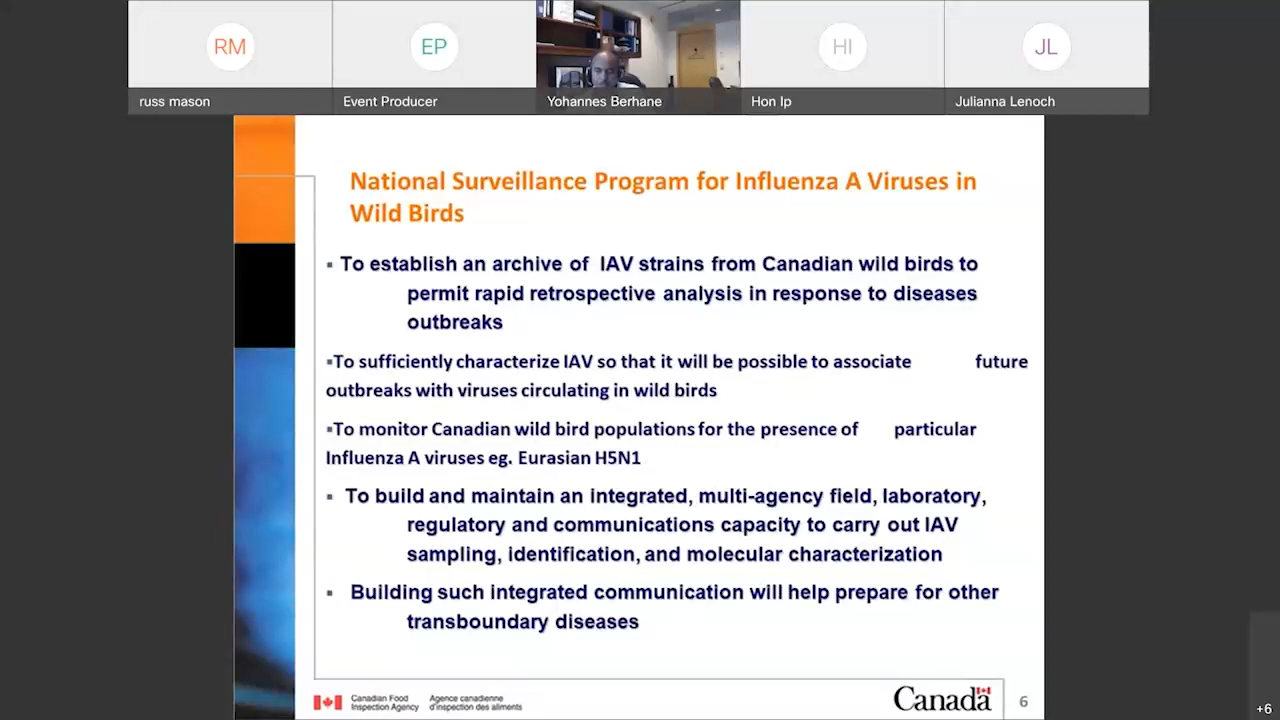 RM
EP
HI
JL
russ mason
Event Producer
Yohannes Berhane
Hon Ip
Julianna Lenoch
National Surveillance Program for Influenza A Viruses in
Wild Birds
▪ To establish an archive of IAV strains from Canadian wild birds to
permit rapid retrospective analysis in response to diseases
outbreaks
▪To sufficiently characterize IAV so that it will be possible to associate future
outbreaks with viruses circulating in wild birds
▪To monitor Canadian wild bird populations for the presence of particular
Influenza A viruses eg. Eurasian H5N1
▪ To build and maintain an integrated, multi-agency field, laboratory,
regulatory and communications capacity to carry out IAV
sampling, identification, and molecular characterization
▪ Building such integrated communication will help prepare for other
transboundary diseases
Canadian Food
Inspection Agency
Agence canadienne
d'inspection des aliments
Canada
6
+6